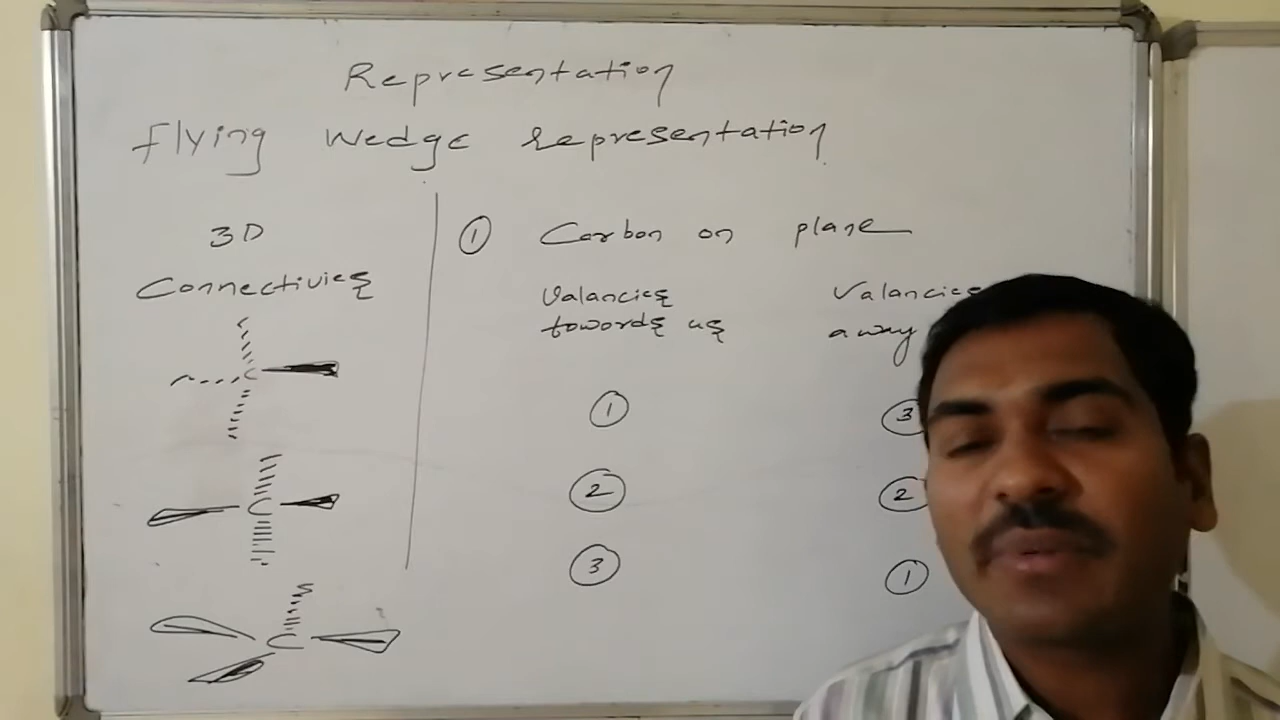 Representation
Flying Wedge representation
3D
Connectivies
① Carbon on plane
Valancies
towords us
Valancies
away
C
① ③
C
② ②
③ ①
C